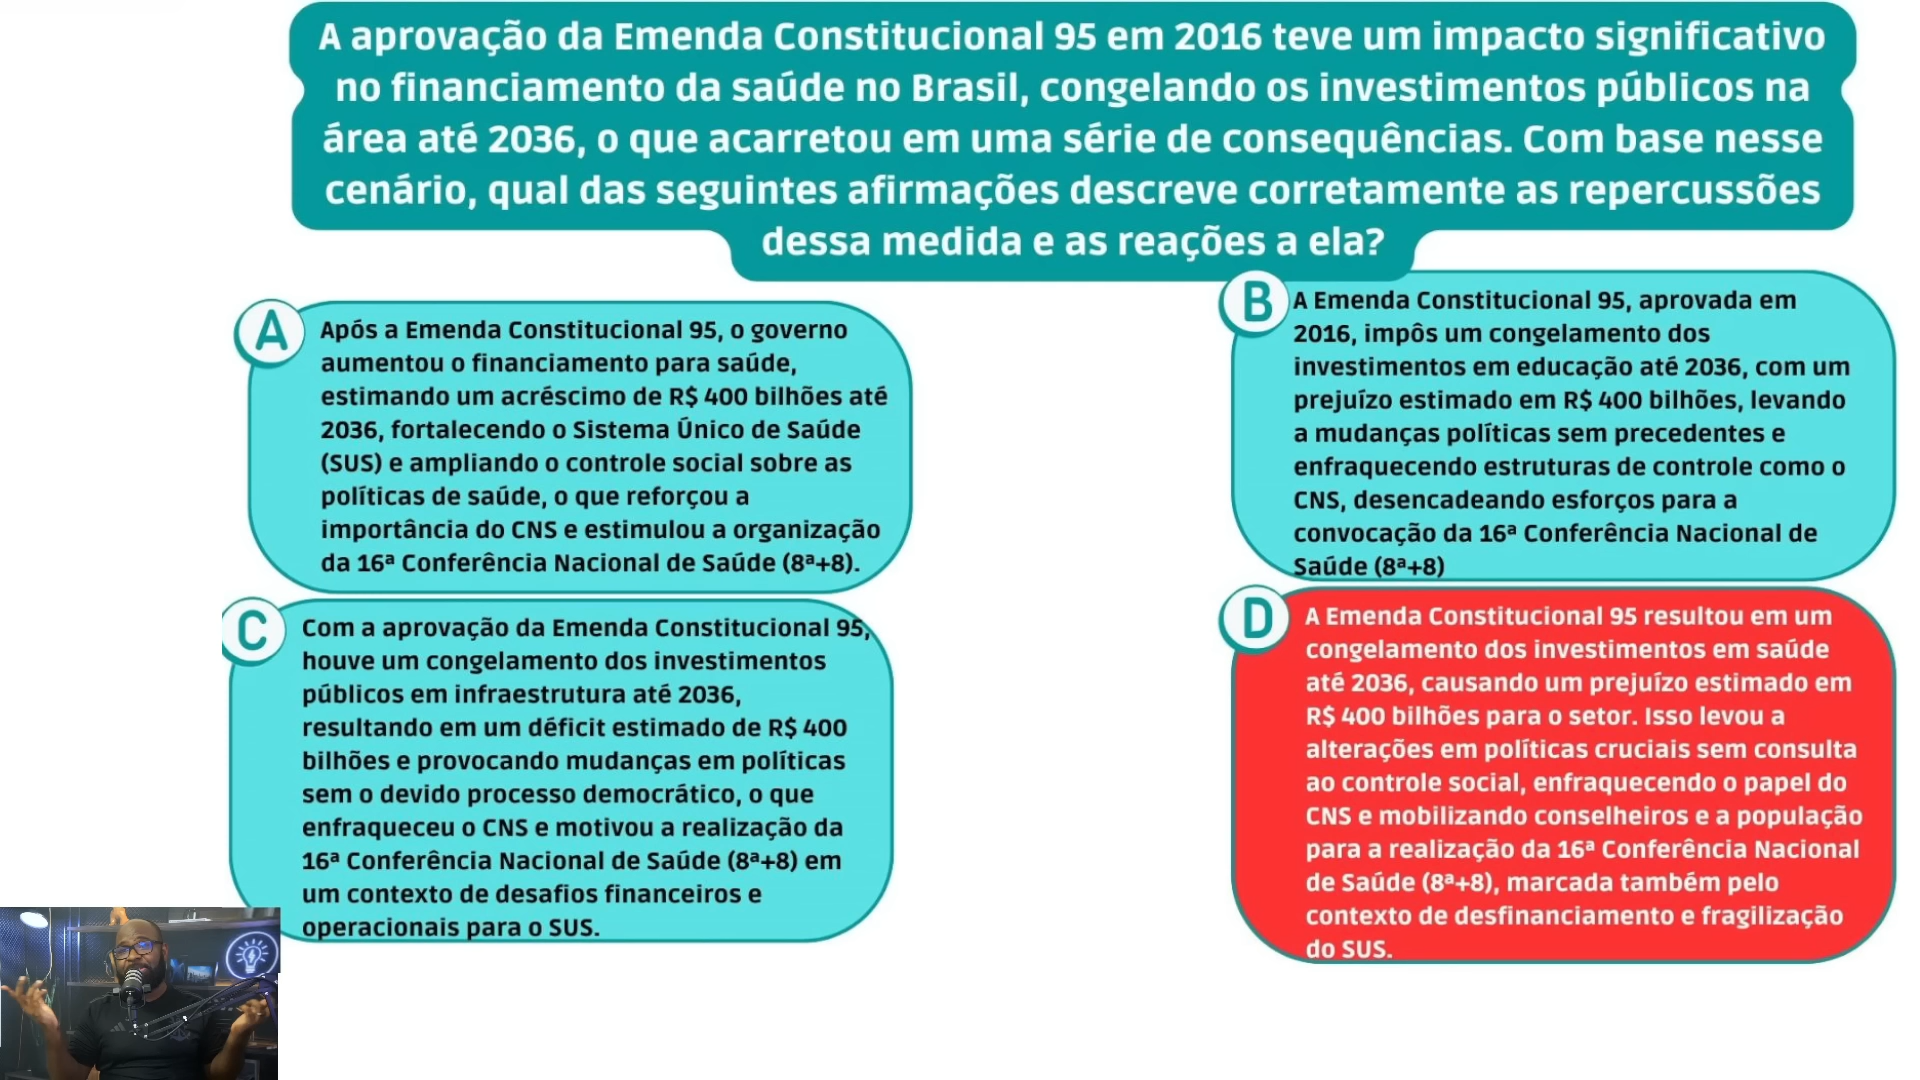 A aprovação da Emenda Constitucional 95 em 2016 teve um impacto significativo
no financiamento da saúde no Brasil, congelando os investimentos públicos na
área até 2036, o que acarretou em uma série de consequências. Com base nesse
cenário, qual das seguintes afirmações descreve corretamente as repercussões
dessa medida e as reações a ela?
A
Após a Emenda Constitucional 95, o governo
aumentou o financiamento para saúde,
estimando um acréscimo de R$ 400 bilhões até
2036, fortalecendo o Sistema Único de Saúde
(SUS) e ampliando o controle social sobre as
políticas de saúde, o que reforçou a
importância do CNS e estimulou a organização
da 16ª Conferência Nacional de Saúde (8ª+8).
B
A Emenda Constitucional 95, aprovada em
2016, impôs um congelamento dos
investimentos em educação até 2036, com um
prejuízo estimado em R$ 400 bilhões, levando
a mudanças políticas sem precedentes e
enfraquecendo estruturas de controle como o
CNS, desencadeando esforços para a
convocação da 16ª Conferência Nacional de
Saúde (8ª+8)
C
Com a aprovação da Emenda Constitucional 95,
houve um congelamento dos investimentos
públicos em infraestrutura até 2036,
resultando em um déficit estimado de R$ 400
bilhões e provocando mudanças em políticas
sem o devido processo democrático, o que
enfraqueceu o CNS e motivou a realização da
16ª Conferência Nacional de Saúde (8ª+8) em
um contexto de desafios financeiros e
operacionais para o SUS.
D
A Emenda Constitucional 95 resultou em um
congelamento dos investimentos em saúde
até 2036, causando um prejuízo estimado em
R$ 400 bilhões para o setor. Isso levou a
alterações em políticas cruciais sem consulta
ao controle social, enfraquecendo o papel do
CNS e mobilizando conselheiros e a população
para a realização da 16ª Conferência Nacional
de Saúde (8ª+8), marcada também pelo
contexto de desfinanciamento e fragilização
do SUS.